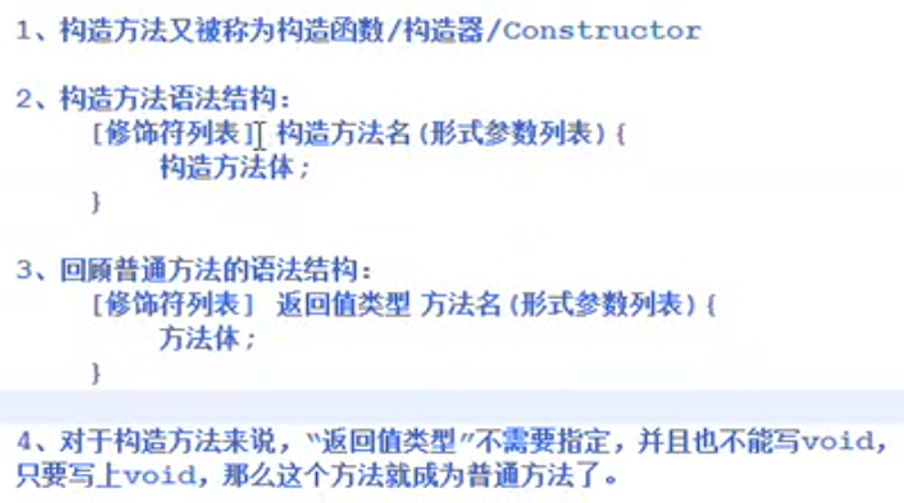 1、构造方法又被称为构造函数/构造器/Constructor
2、构造方法语法结构：
[修饰符列表] 构造方法名(形式参数列表){
构造方法体;
}
3、回顾普通方法的语法结构：
[修饰符列表] 返回值类型 方法名(形式参数列表){
方法体;
}
4、对于构造方法来说，“返回值类型”不需要指定，并且也不能写void，
只要写上void，那么这个方法就成为普通方法了。